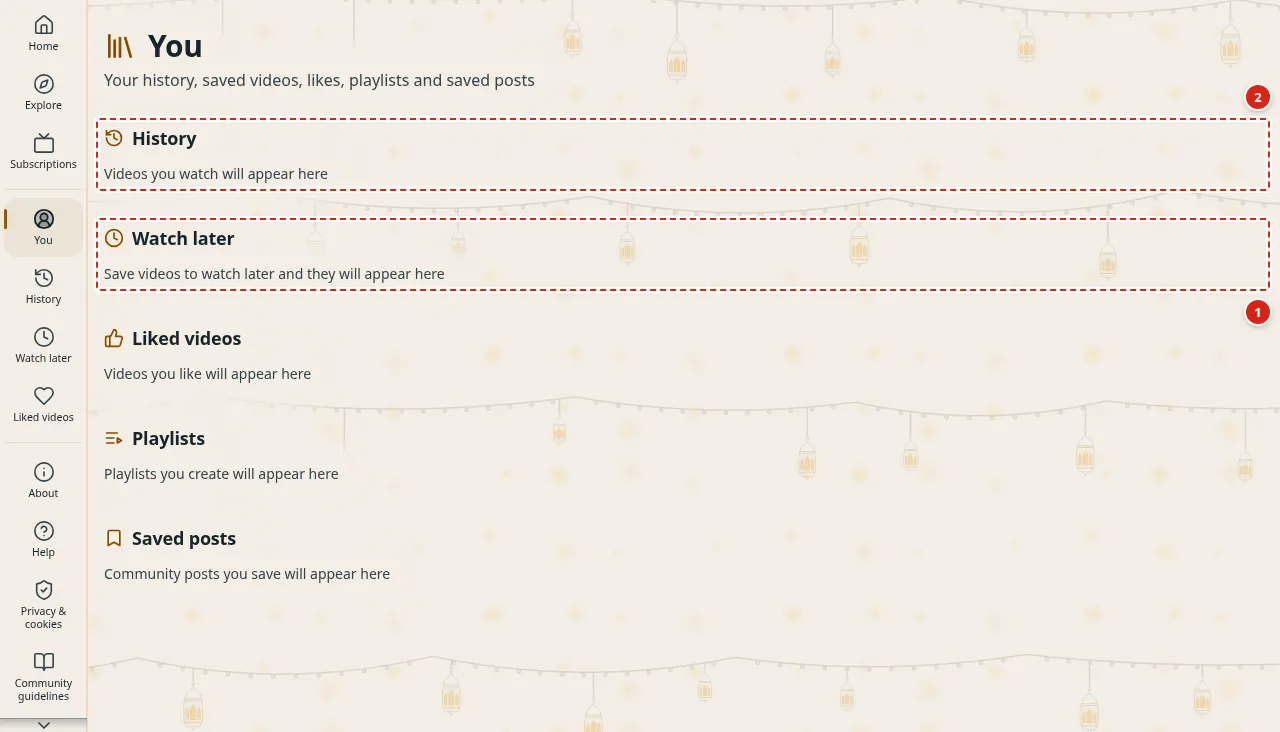 Home
Explore
Subscriptions
You
History
Watch later
Liked videos
About
Help
Privacy &
cookies
Community
guidelines
You
Your history, saved videos, likes, playlists and saved posts
2
History
Videos you watch will appear here
Watch later
Save videos to watch later and they will appear here
1
Liked videos
Videos you like will appear here
Playlists
Playlists you create will appear here
Saved posts
Community posts you save will appear here